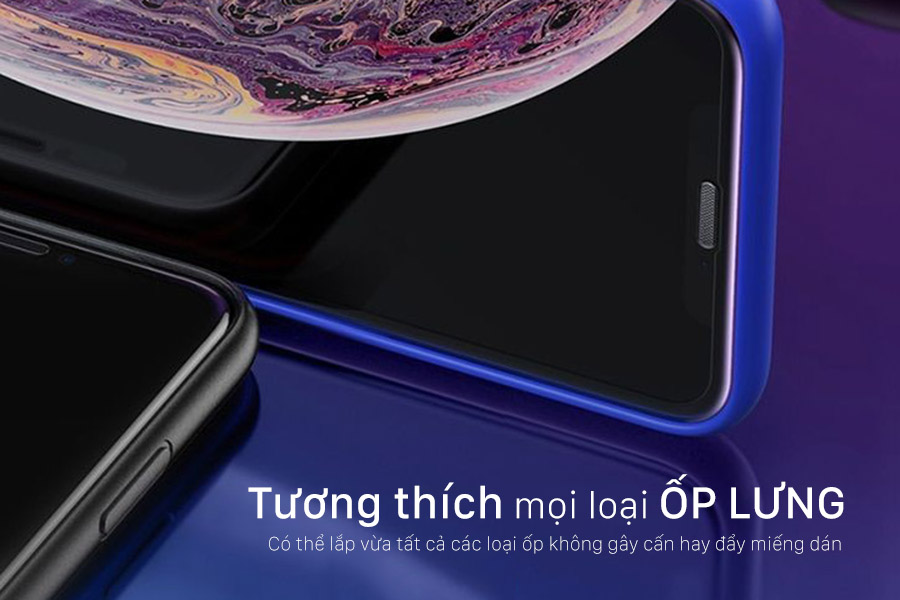 Tương thích mọi loại ỐP LƯNG
Có thể lắp vừa tất cả các loại ốp không gây cấn hay đẩy miếng dán